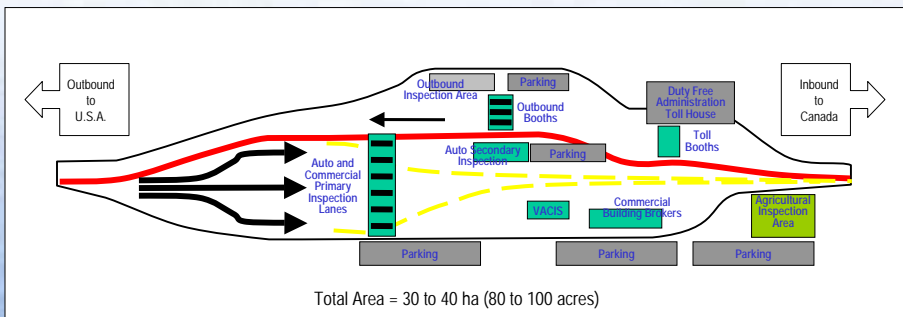 Outbound
to
U.S.A.
Outbound
Inspection Area
Parking
Outbound
Booths
Duty Free
Administration
Toll House
Inbound
to
Canada
Toll
Booths
Auto and
Commercial
Primary
Inspection
Lanes
Auto Secondary
Inspection
Parking
VACIS
Commercial
Building Brokers
Agricultural
Inspection
Area
Parking
Parking
Parking
Total Area = 30 to 40 ha (80 to 100 acres)